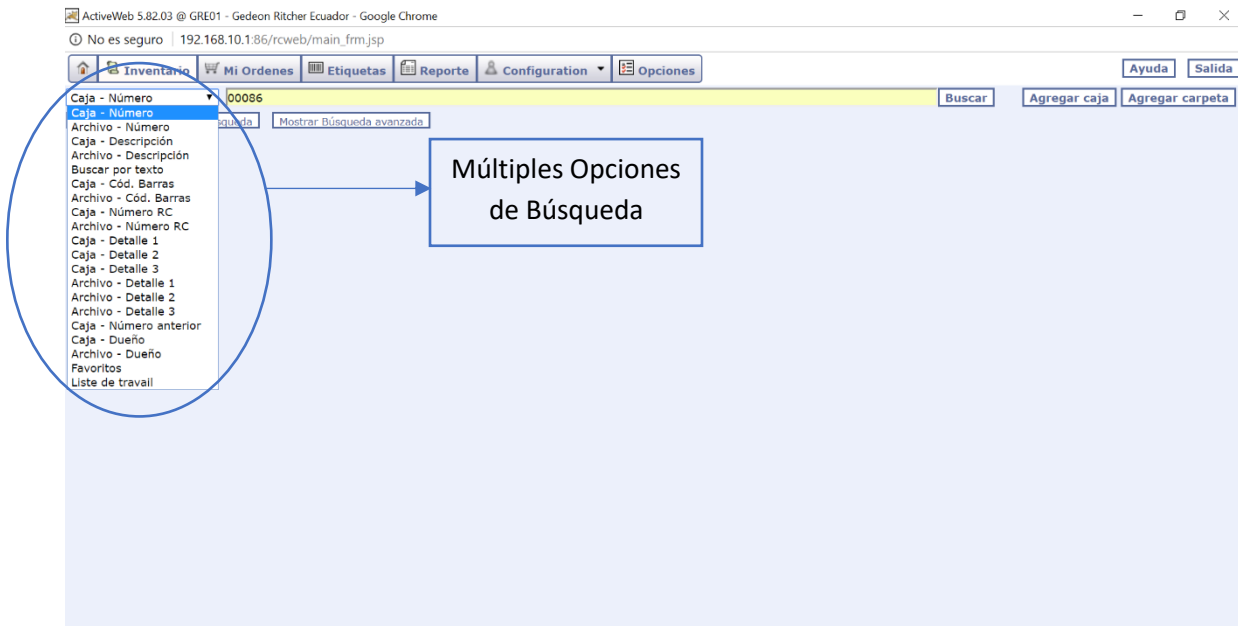 ActiveWeb 5.82.03 @ GRE01 - Gedeon Ritcher Ecuador - Google Chrome
No es seguro 192.168.10.1:86/rcweb/main_frm.jsp
Inventario Mi Ordenes Etiquetas Reporte Configuration Opciones Ayuda Salida
Caja - Número 00086 Buscar Agregar caja Agregar carpeta
Mostrar Búsqueda avanzada
Caja - Número
Archivo - Número
Caja - Descripción
Archivo - Descripción
Buscar por texto
Caja - Cód. Barras
Archivo - Cód. Barras
Caja - Número RC
Archivo - Número RC
Caja - Detalle 1
Caja - Detalle 2
Caja - Detalle 3
Archivo - Detalle 1
Archivo - Detalle 2
Archivo - Detalle 3
Caja - Número anterior
Caja - Dueño
Archivo - Dueño
Favoritos
Liste de travail
Múltiples Opciones
de Búsqueda